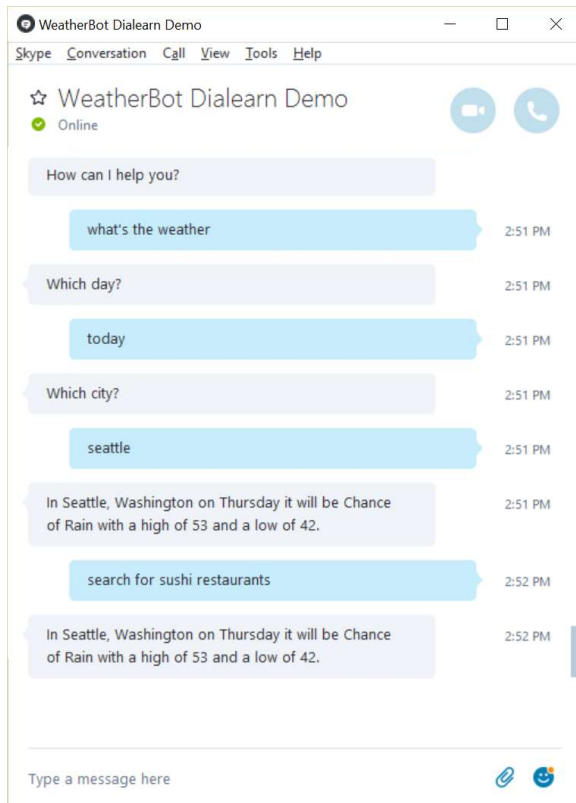 WeatherBot Dialearn Demo
Skype Conversation Call View Tools Help
WeatherBot Dialearn Demo
Online
How can I help you?
what's the weather 2:51 PM
Which day? 2:51 PM
today 2:51 PM
Which city? 2:51 PM
seattle 2:51 PM
In Seattle, Washington on Thursday it will be Chance 2:51 PM
of Rain with a high of 53 and a low of 42.
search for sushi restaurants 2:52 PM
In Seattle, Washington on Thursday it will be Chance 2:52 PM
of Rain with a high of 53 and a low of 42.
Type a message here